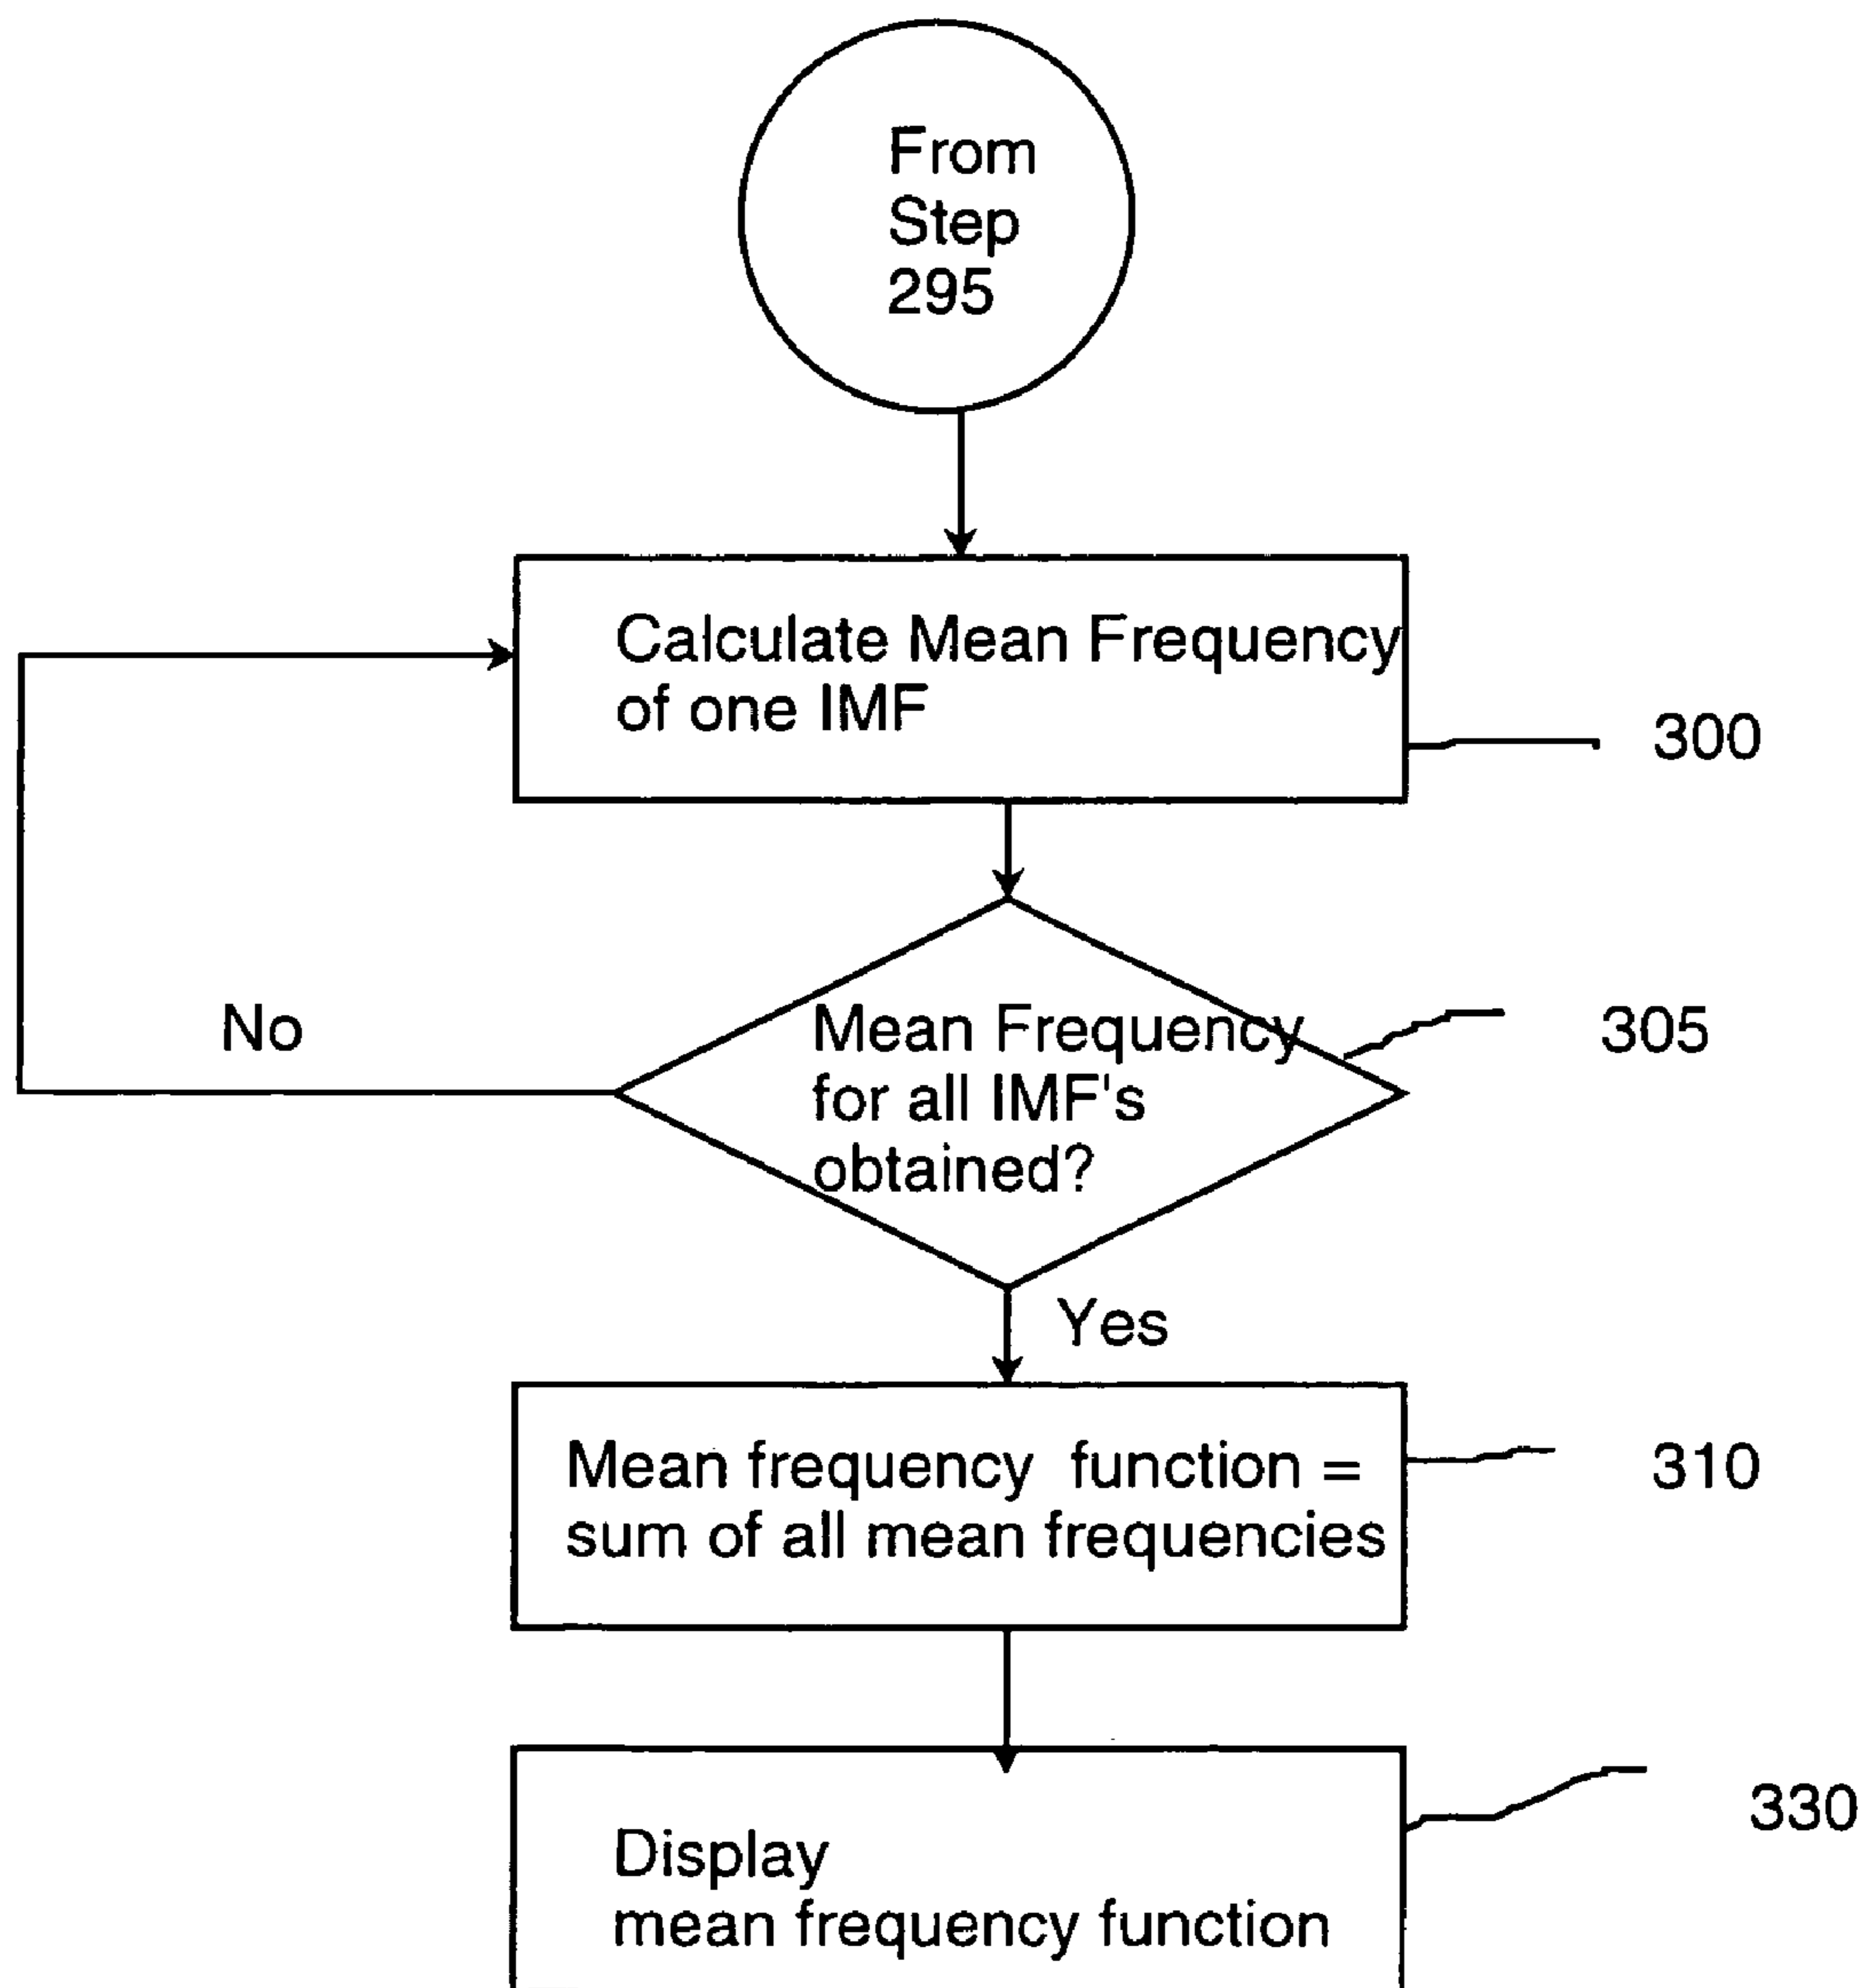 From
Step
295
Calculate Mean Frequency
of one IMF
300
No
Mean Frequency
for all IMF's
obtained?
305
Yes
Mean frequency function =
sum of all mean frequencies
310
330
Display
mean frequency function